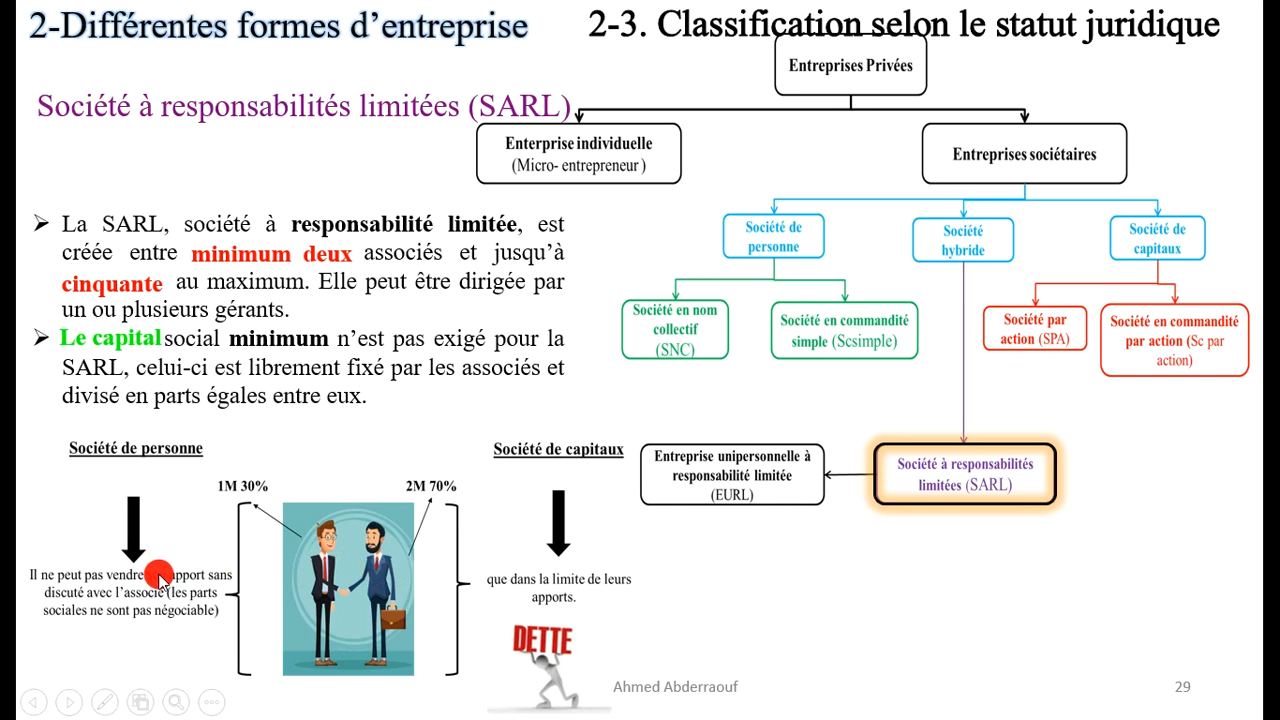 2-Différentes formes d’entreprise
2-3. Classification selon le statut juridique
Société à responsabilités limitées (SARL)
Entreprises Privées
Enterprise individuelle
(Micro- entrepreneur )
Entreprises sociétaires
Société de
personne
Société
hybride
Société de
capitaux
Société en nom
collectif
(SNC)
Société en commandité
simple (Scsimple)
Société par
action (SPA)
Société en commandité
par action (Sc par
action)
Entreprise unipersonnelle à
responsabilité limitée
(EURL)
Société à responsabilités
limitées (SARL)
➢ La SARL, société à responsabilité limitée, est
créée entre minimum deux associés et jusqu’à
cinquante au maximum. Elle peut être dirigée par
un ou plusieurs gérants.
➢ Le capital social minimum n’est pas exigé pour la
SARL, celui-ci est librement fixé par les associés et
divisé en parts égales entre eux.
Société de personne
1M 30%
2M 70%
Société de capitaux
Il ne peut pas vendre apport sans
discuté avec l’associé (les parts
sociales ne sont pas négociable)
que dans la limite de leurs
apports.
DETTE
Ahmed Abderraouf
29